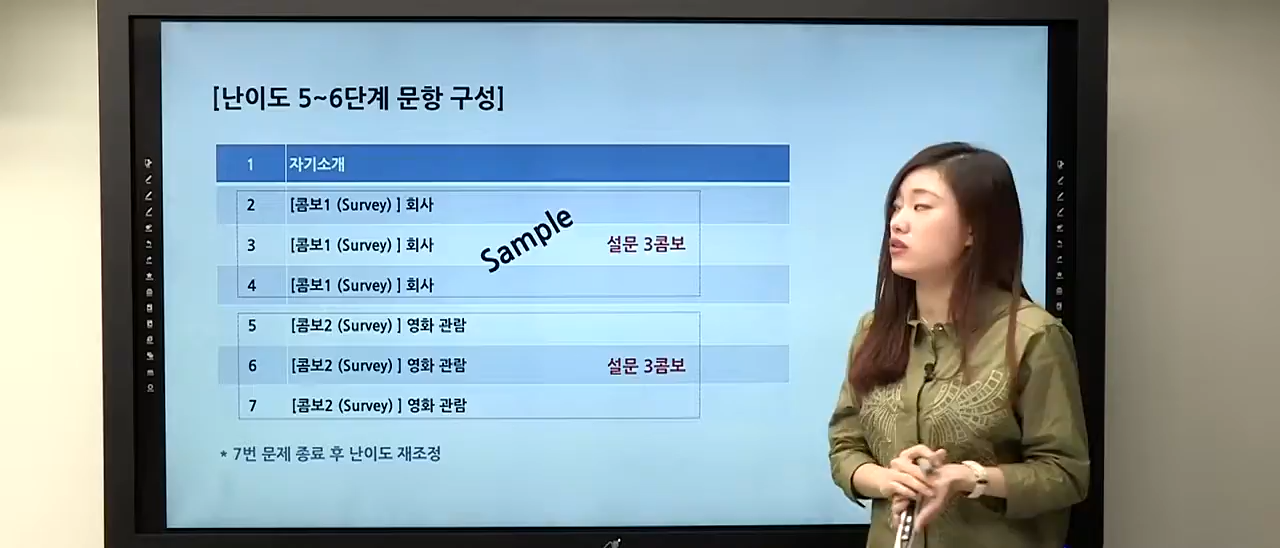 [난이도 5~6단계 문항 구성]
1 자기소개
2 [콤보1 (Survey) ] 회사
3 [콤보1 (Survey) ] 회사 설문 3콤보
4 [콤보1 (Survey) ] 회사
Sample
5 [콤보2 (Survey) ] 영화 관람
6 [콤보2 (Survey) ] 영화 관람 설문 3콤보
7 [콤보2 (Survey) ] 영화 관람
* 7번 문제 종료 후 난이도 재조정